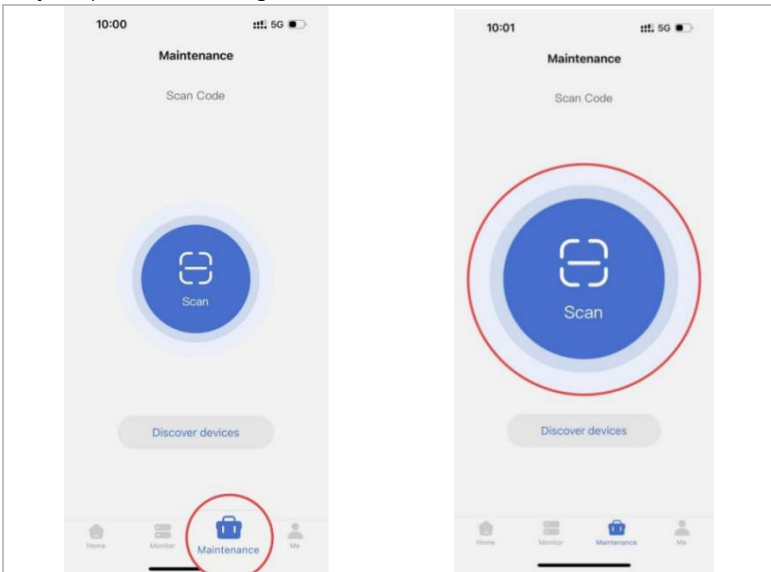 10:00
5G
Maintenance
Scan Code
Scan
Discover devices
Home
Monitor
Maintenance
Me
10:01
5G
Maintenance
Scan Code
Scan
Discover devices
Home
Monitor
Maintenance
Me